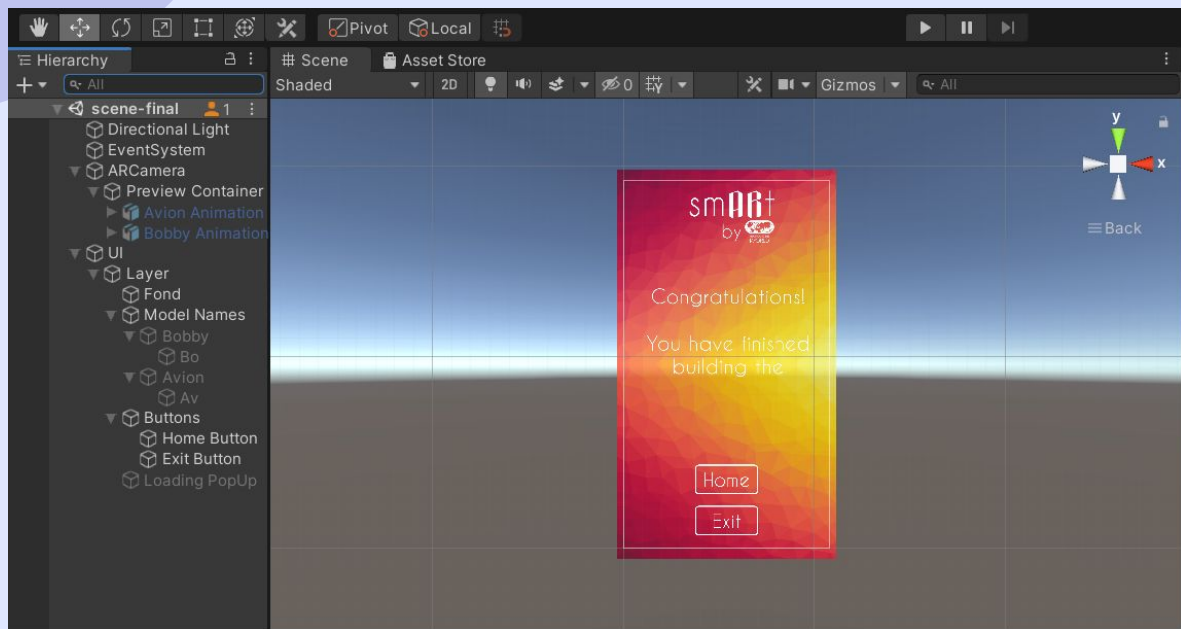 Pivot Local
Hierarchy
All
scene-final 1
Directional Light
EventSystem
ARCamera
Preview Container
Avion Animation
Bobby Animation
UI
Layer
Fond
Model Names
Bobby
Bo
Avion
Av
Buttons
Home Button
Exit Button
Loading PopUp
Scene Asset Store
Shaded 2D 0 Gizmos All
y
x
Back
smARt
by
Congratulations!
You have finished
building the
Home
Exit